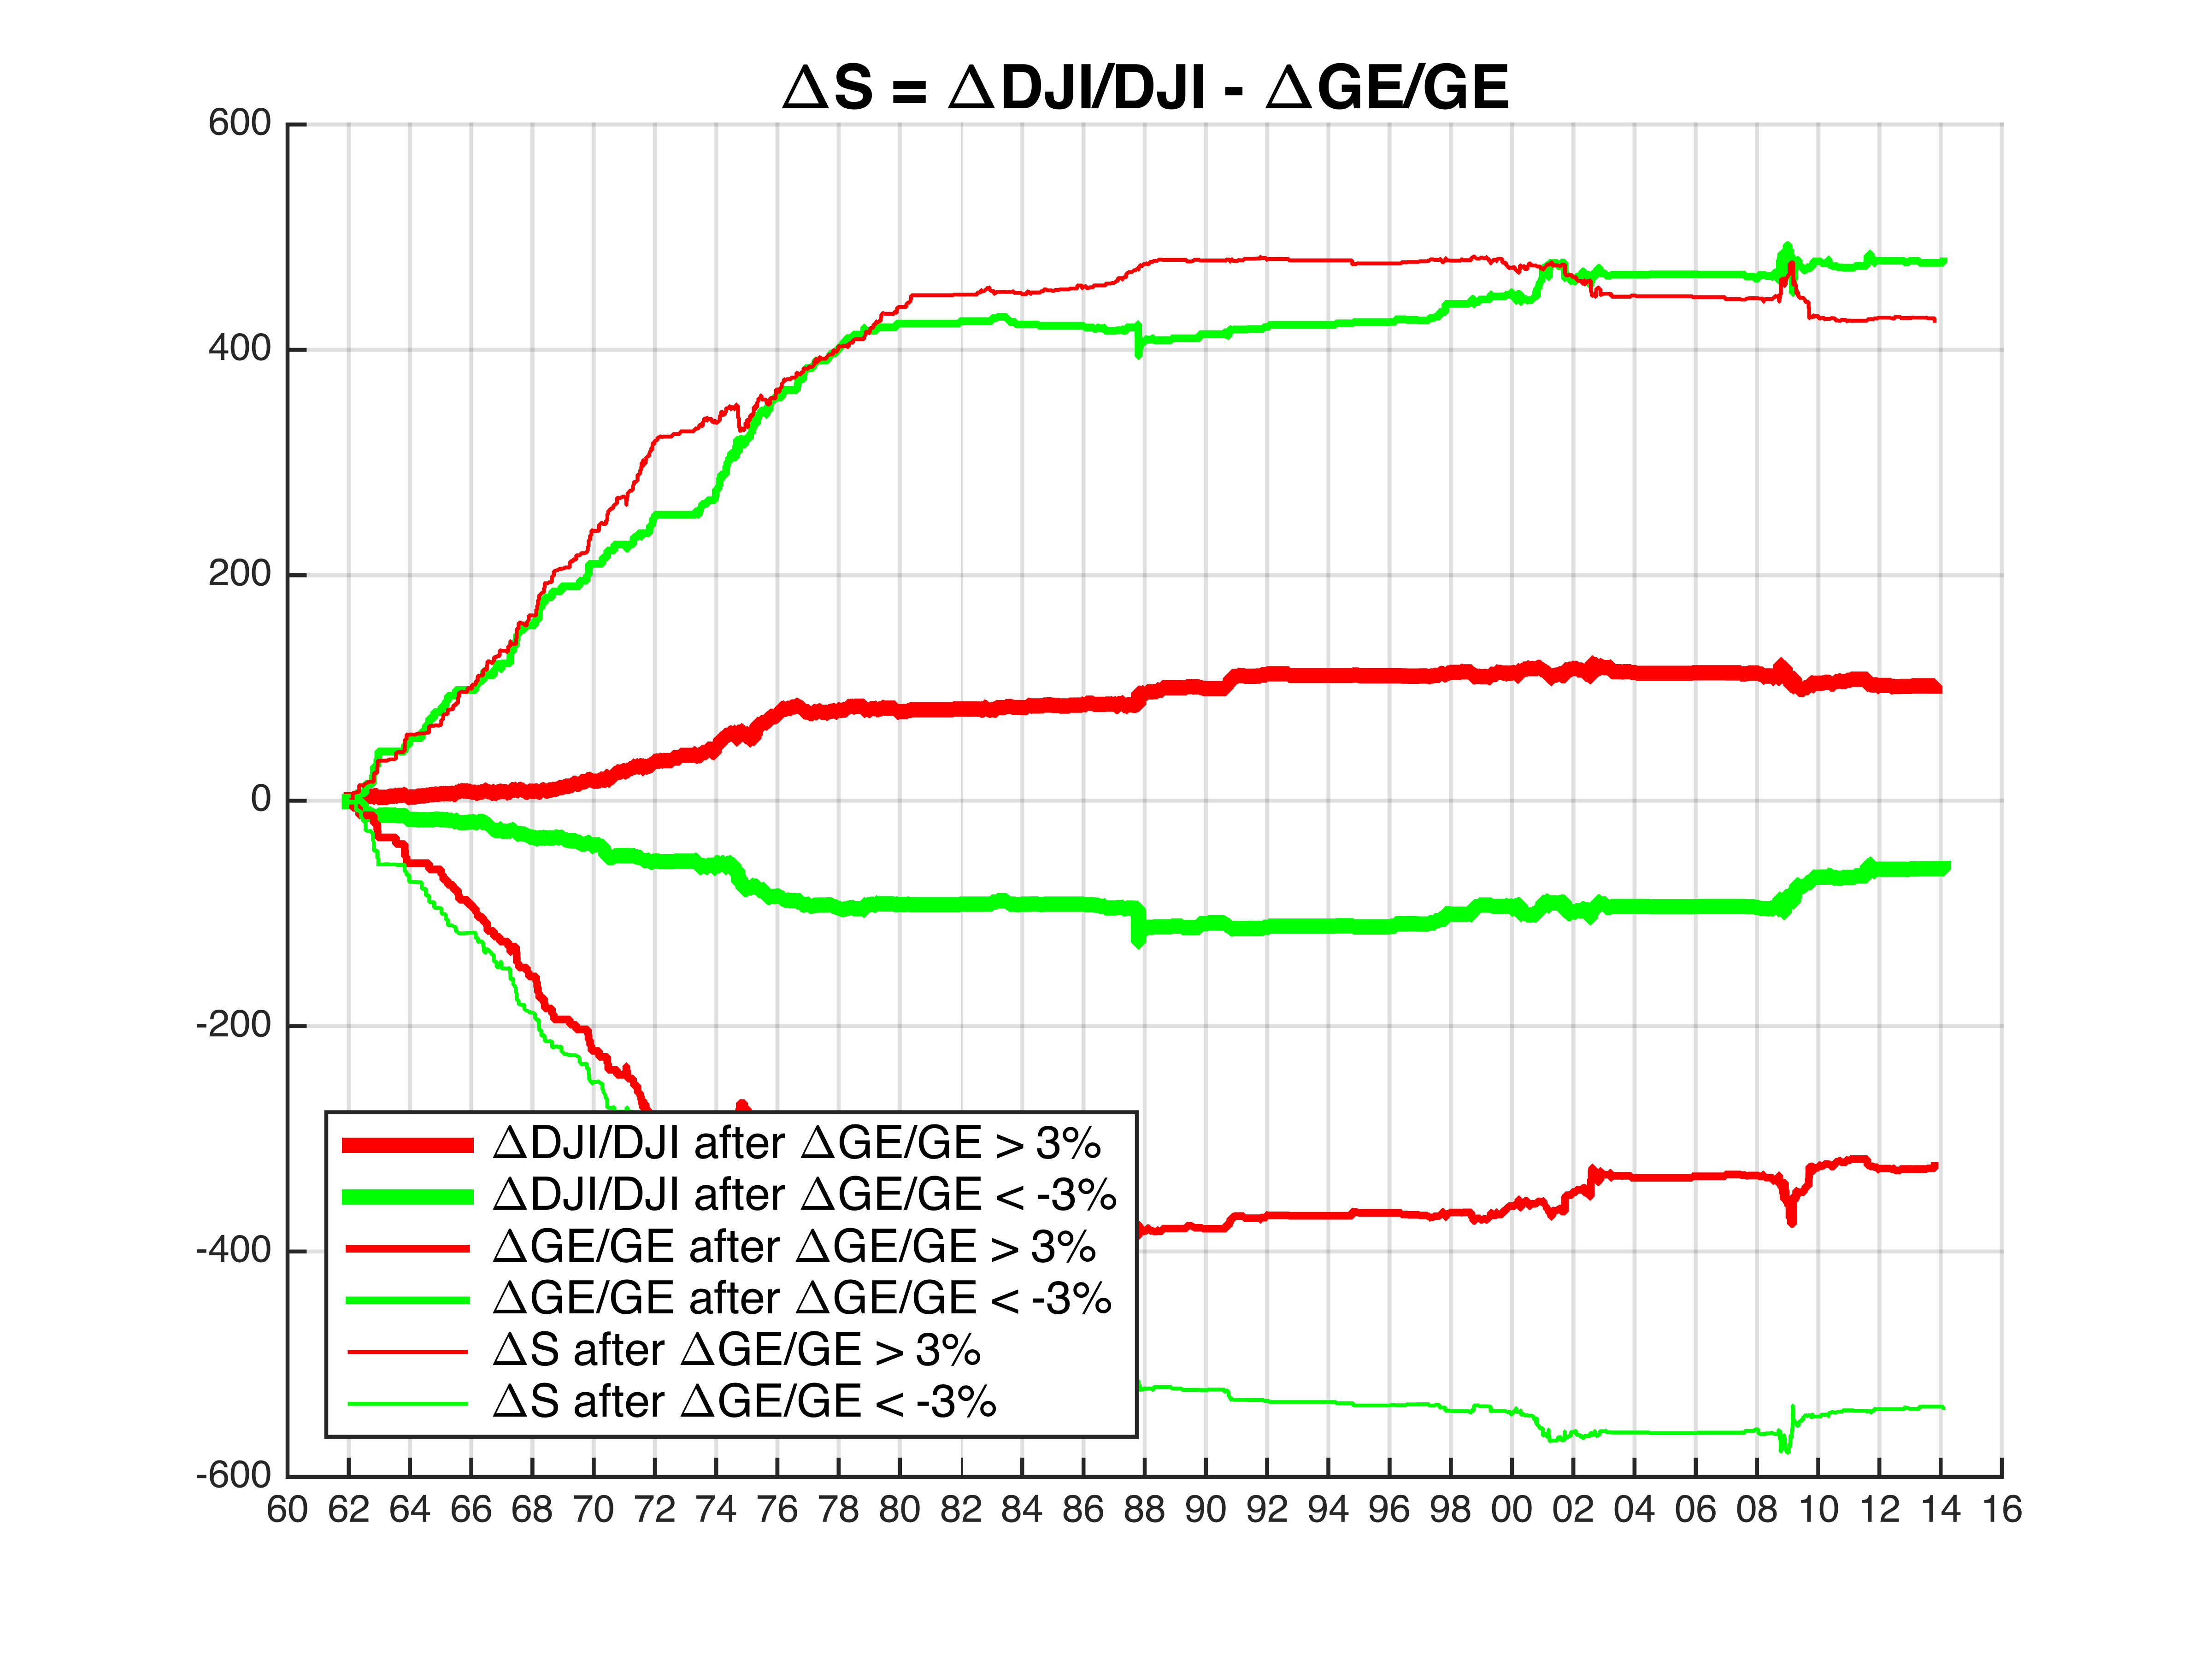 ΔS = ΔDJI/DJI - ΔGE/GE
600
400
200
0
-200
-400
-600
ΔDJI/DJI after ΔGE/GE > 3%
ΔDJI/DJI after ΔGE/GE < -3%
ΔGE/GE after ΔGE/GE > 3%
ΔGE/GE after ΔGE/GE < -3%
ΔS after ΔGE/GE > 3%
ΔS after ΔGE/GE < -3%
60 62 64 66 68 70 72 74 76 78 80 82 84 86 88 90 92 94 96 98 00 02 04 06 08 10 12 14 16